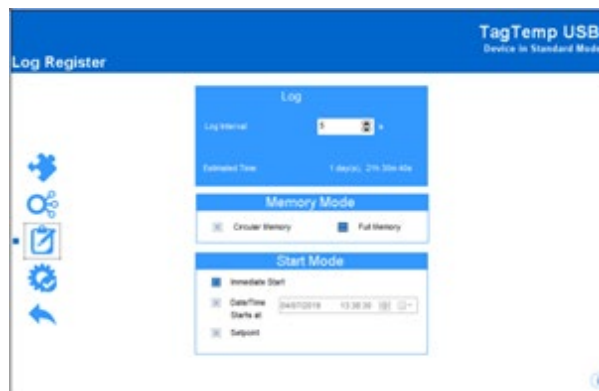 TagTemp USB
Device in Standard Mode
Log Register
Log
Log Interval 5 s
Estimated Time 1 day(s), 21h 30m 40s
Memory Mode
Circular Memory Full Memory
Start Mode
Immediate Start
Date/Time 04/07/2018 13:38:39
Starts at
Setpoint